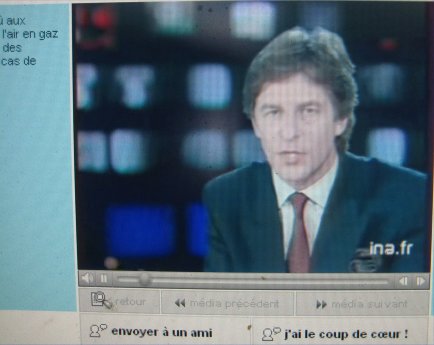 û aux
l'air en gaz
des
cas de
ina.fr
retour
média précédent
média suivant
envoyer à un ami
j'ai le coup de cœur !